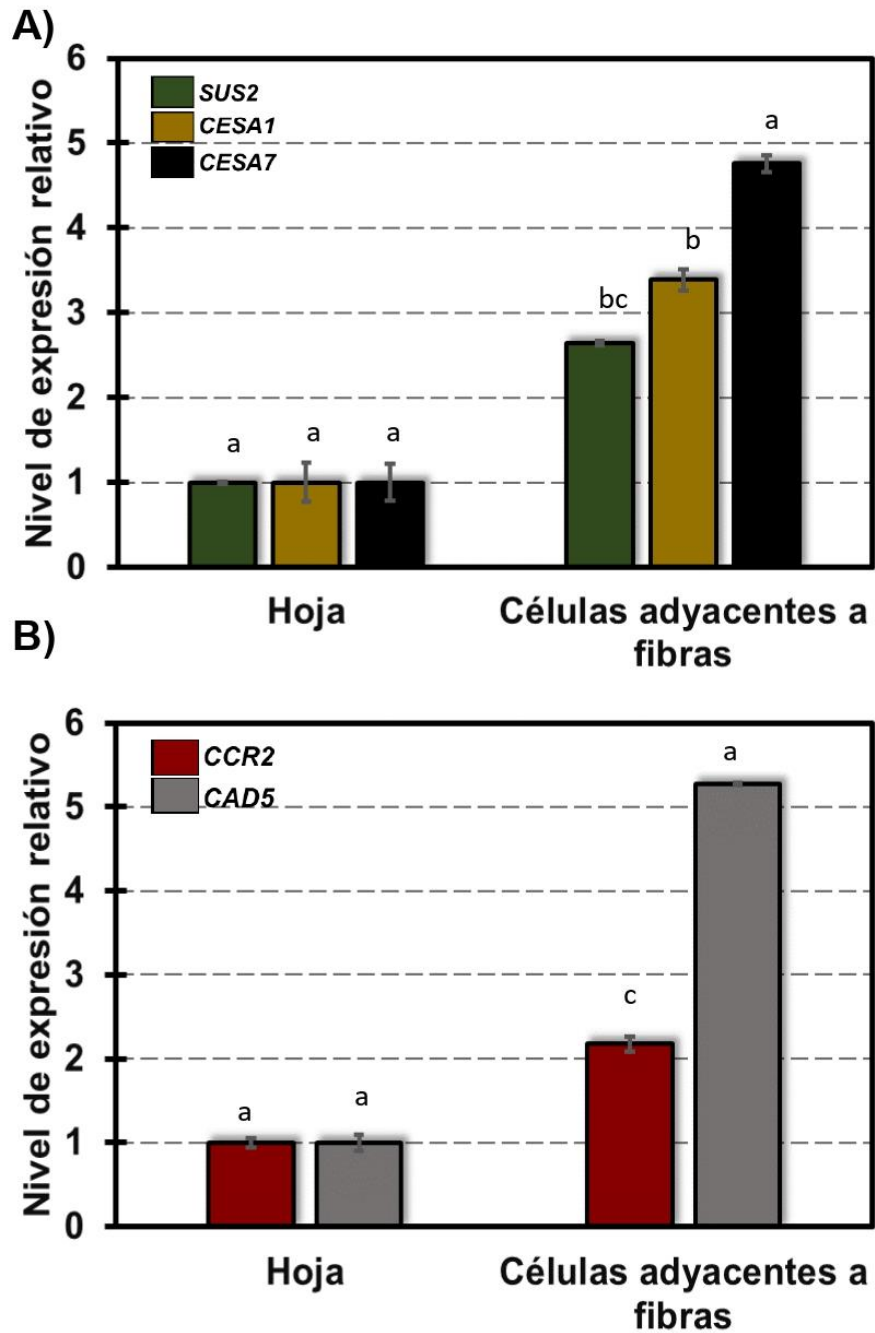 A)
Nivel de expresión relativo
6
5
4
3
2
1
0
SUS2
CESA1
CESA7
a
a
a
bc
b
a
Hoja
Células adyacentes a
fibras
B)
Nivel de expresión relativo
6
5
4
3
2
1
0
CCR2
CAD5
a
a
c
a
Hoja
Células adyacentes a
fibras